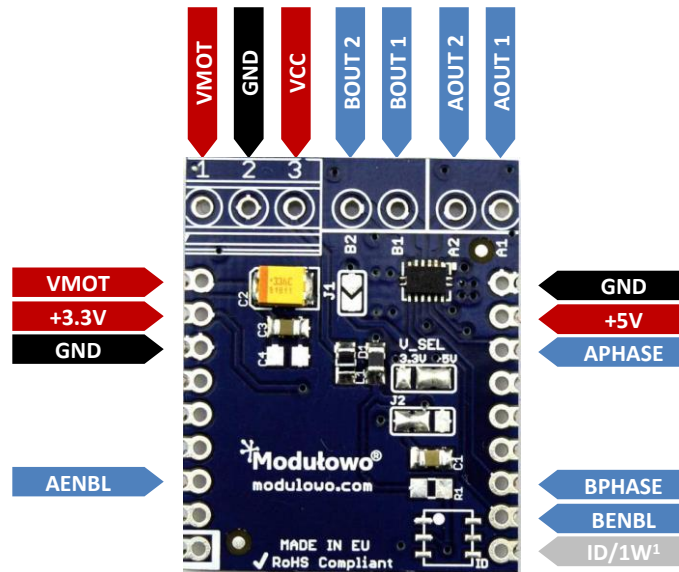 VMOT
GND
VCC
BOUT 2
BOUT 1
AOUT 2
AOUT 1
1 2 3
B2 B1 A2 A1
VMOT
GND
C2
J1
+3.3V
+5V
C3
V_SEL
GND
APHASE
C4
D1
3.3V 5V
J2
Modułowo®
C1
modulowo.com
AENBL
BPHASE
R1
BENBL
MADE IN EU
ID
ID/1W¹
RoHS Compliant